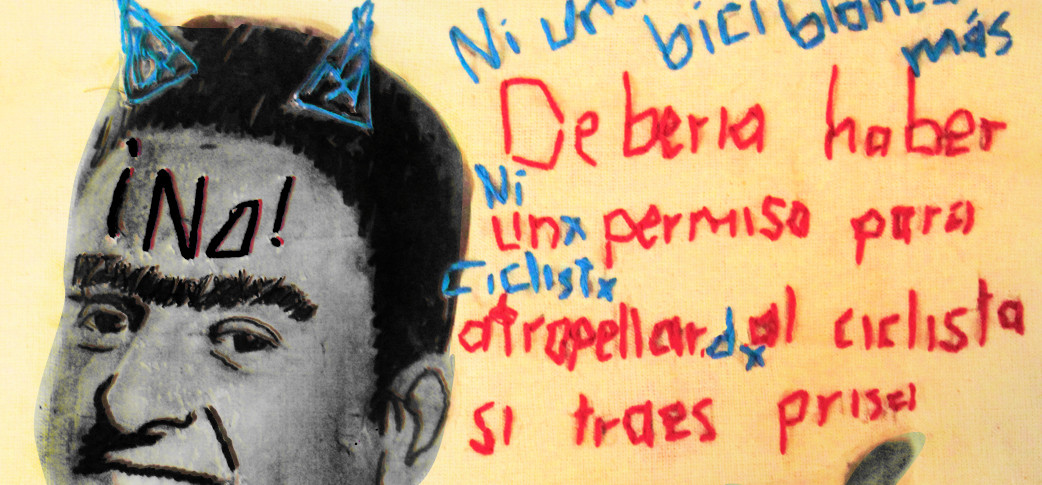 ¡No!
Ni una
bici blanca
más
Deberia haber
Ni
unx permiso para
ciclistx
atropellar dx al ciclista
si traes prisa